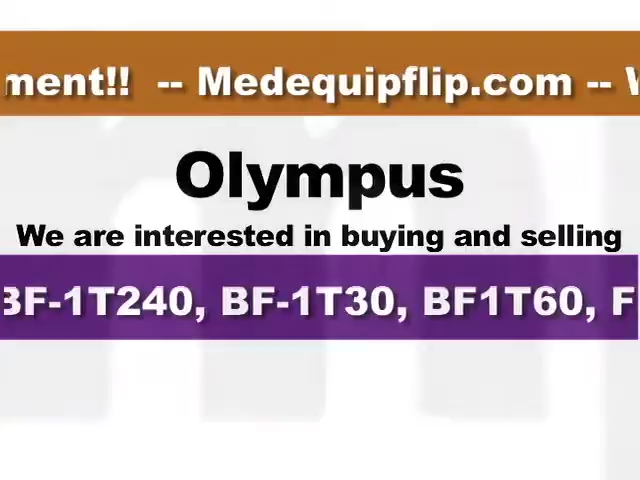 ment!! -- Medequipflip.com -- W
Olympus
We are interested in buying and selling
BF-1T240, BF-1T30, BF1T60, F